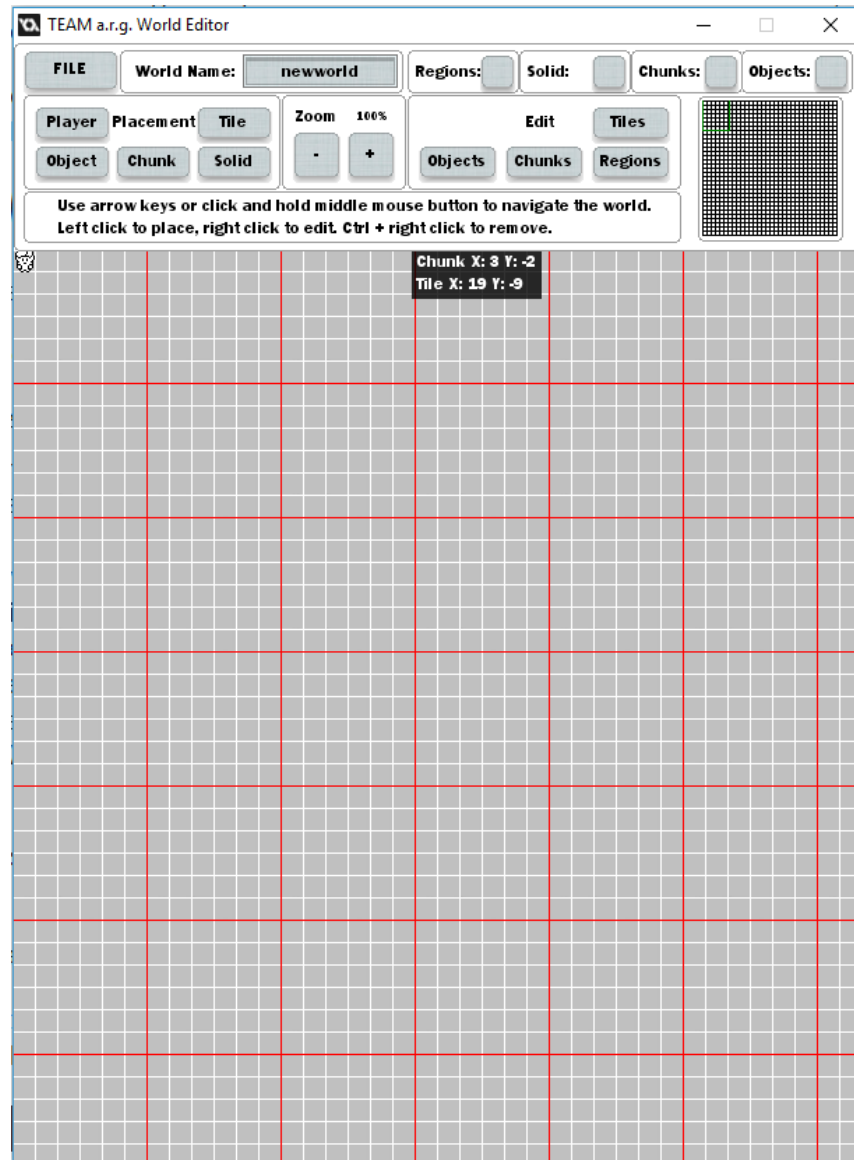 TEAM a.r.g. World Editor
FILE World Name: newworld Regions: Solid: Chunks: Objects:
Player Placement Tile Zoom 100% Edit Tiles
Object Chunk Solid - + Objects Chunks Regions
Use arrow keys or click and hold middle mouse button to navigate the world.
Left click to place, right click to edit. Ctrl + right click to remove.
Chunk X: 3 Y: -2
Tile X: 19 Y: -9